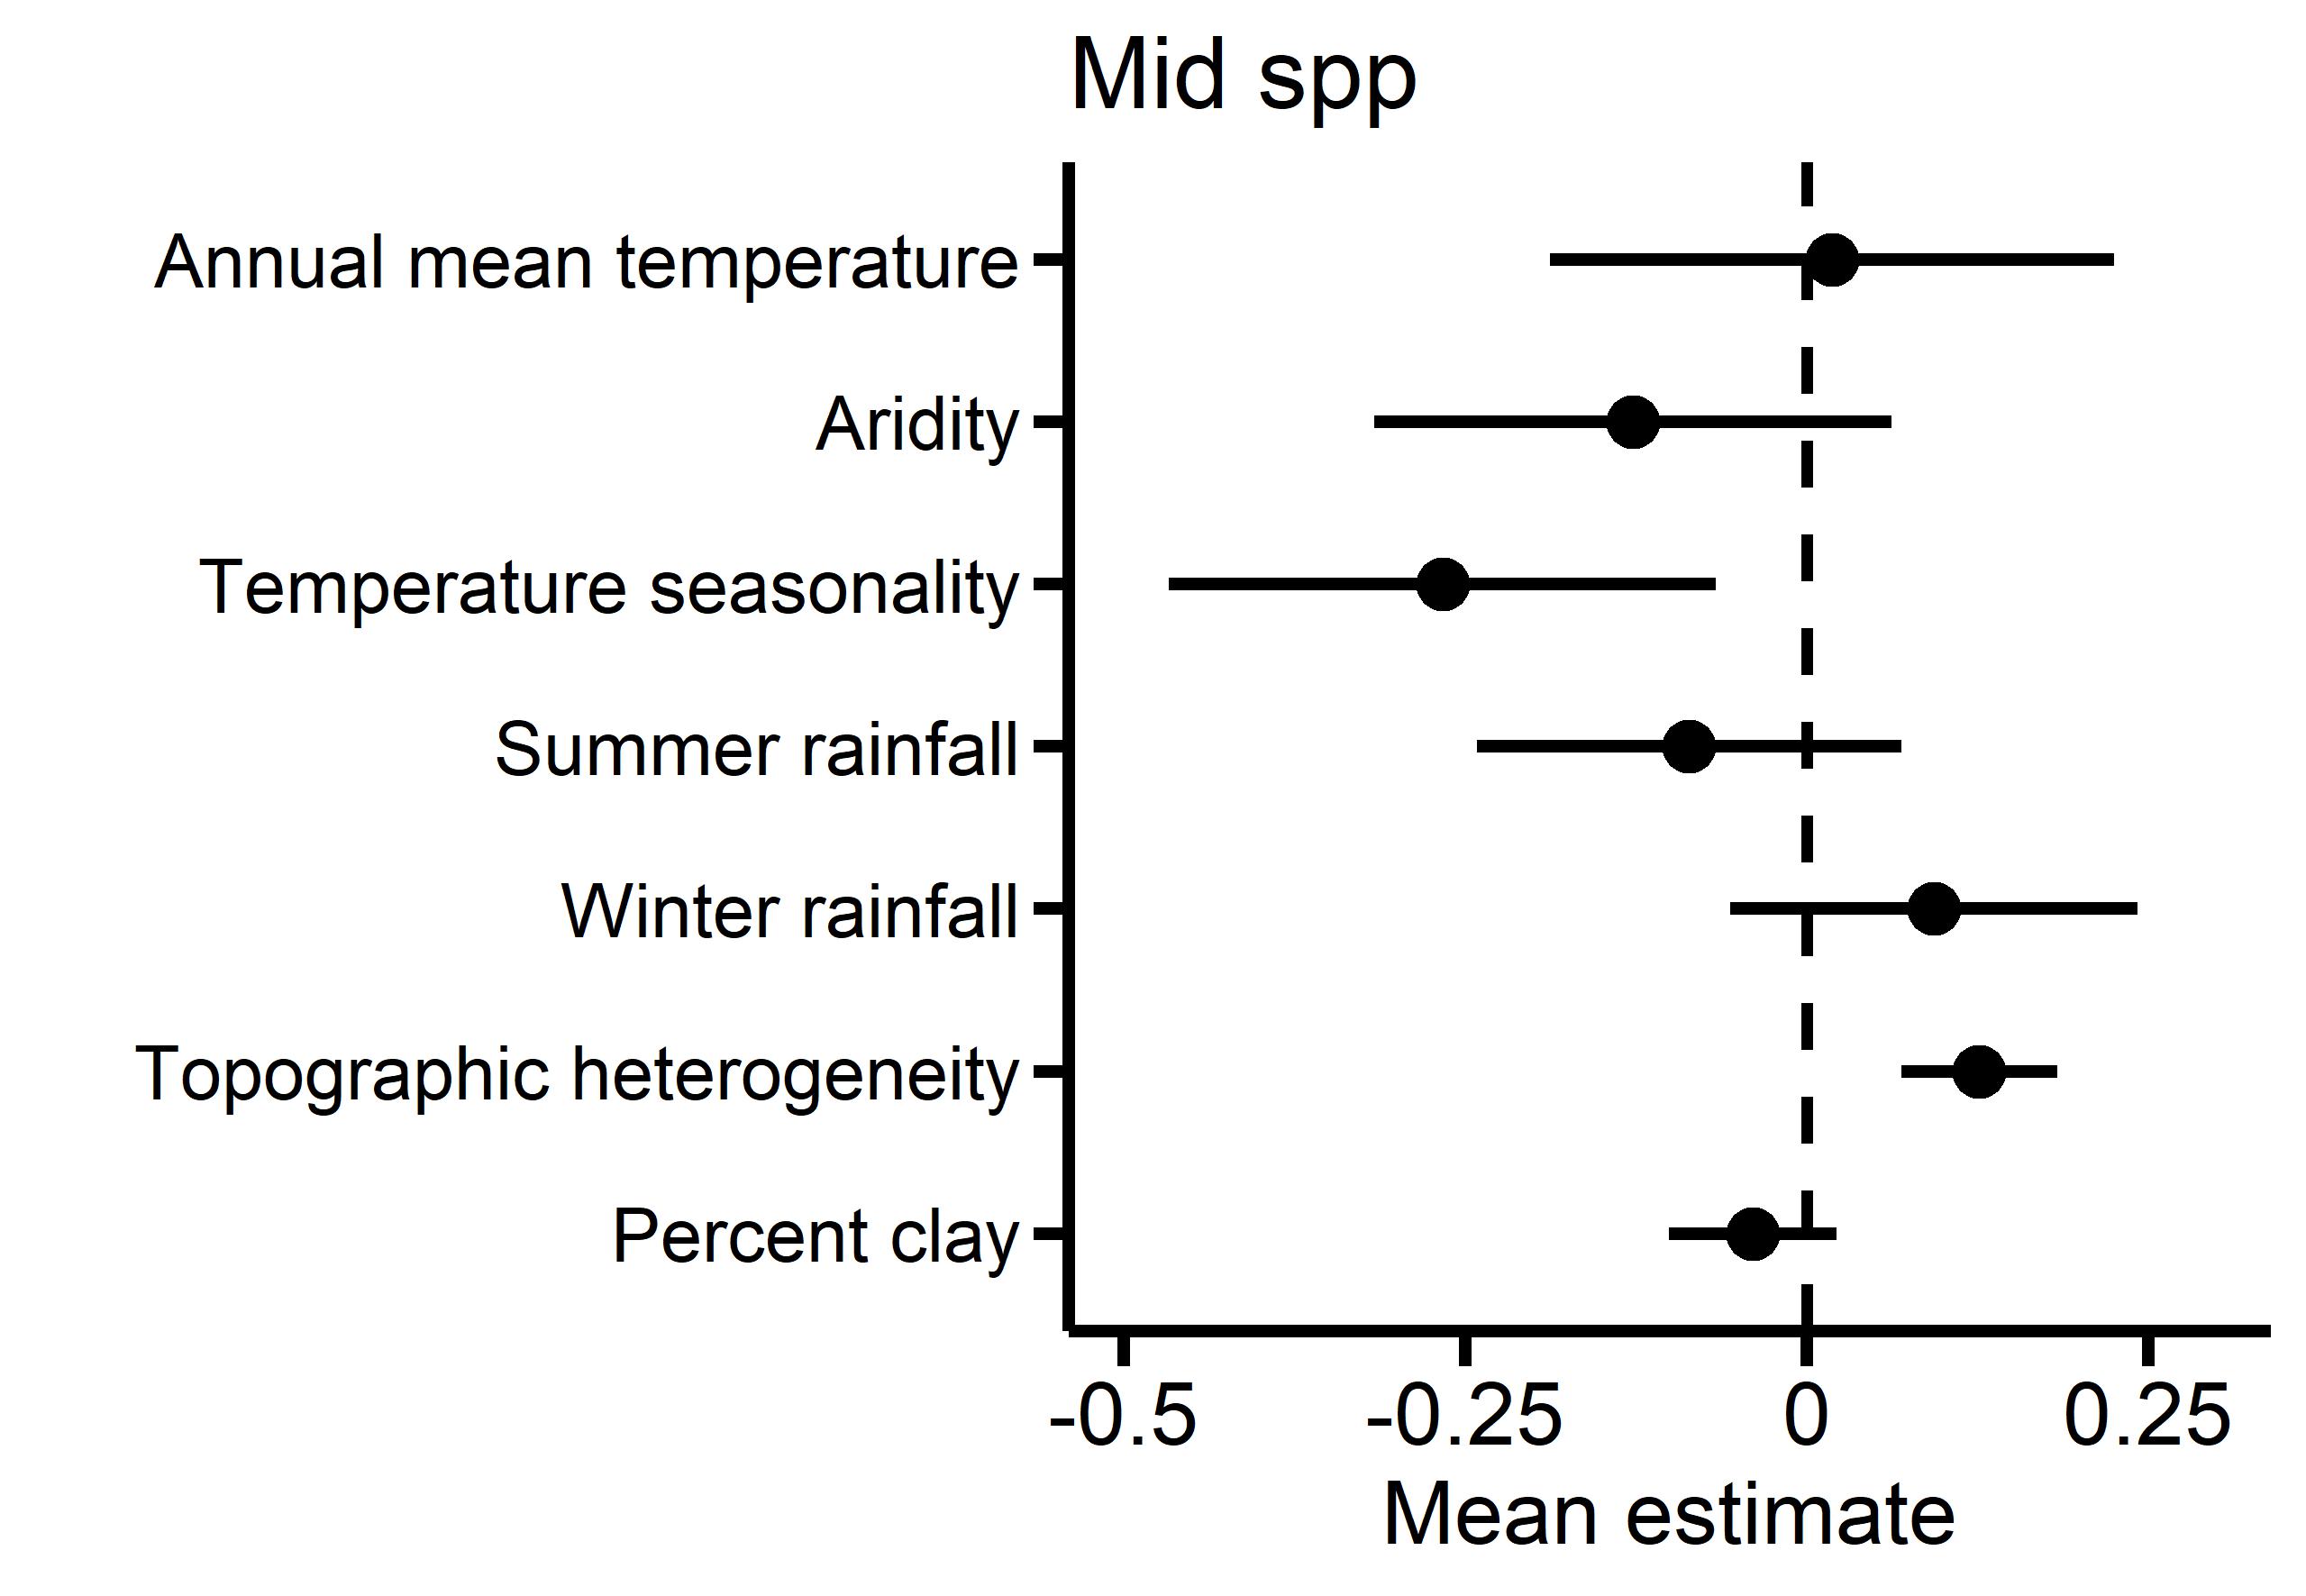 Mid spp
Annual mean temperature
Aridity
Temperature seasonality
Summer rainfall
Winter rainfall
Topographic heterogeneity
Percent clay
-0.5 -0.25 0 0.25
Mean estimate